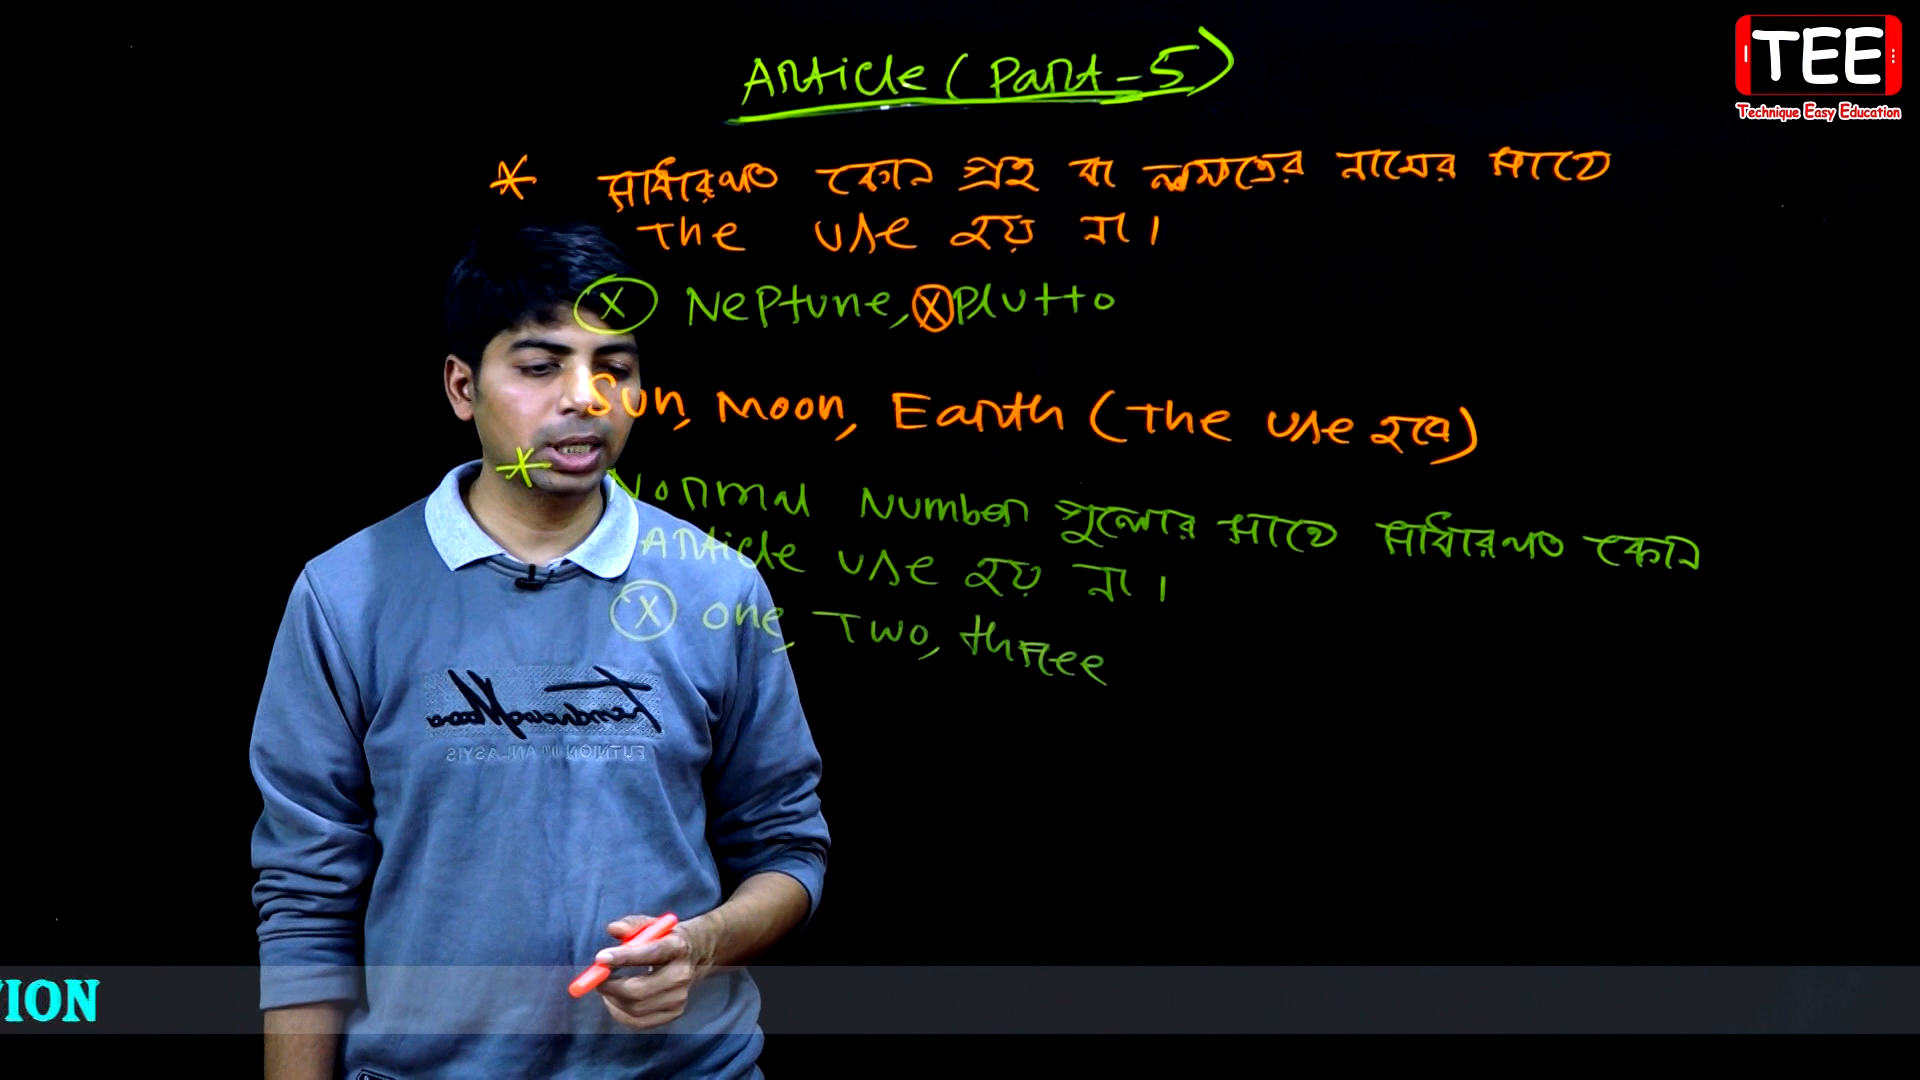 Article (Part-5)
TEE
Technique Easy Education
* সাধারণত কোন গ্রহ বা নক্ষত্রের নামের সাথে
The use হয় না।
(X) Neptune, (X) Plutto
Sun, Moon, Earth (The use হবে)
* Normal Number গুলোর সাথে সাধারণত কোন
Article use হয় না।
(X) One, Two, three
ION